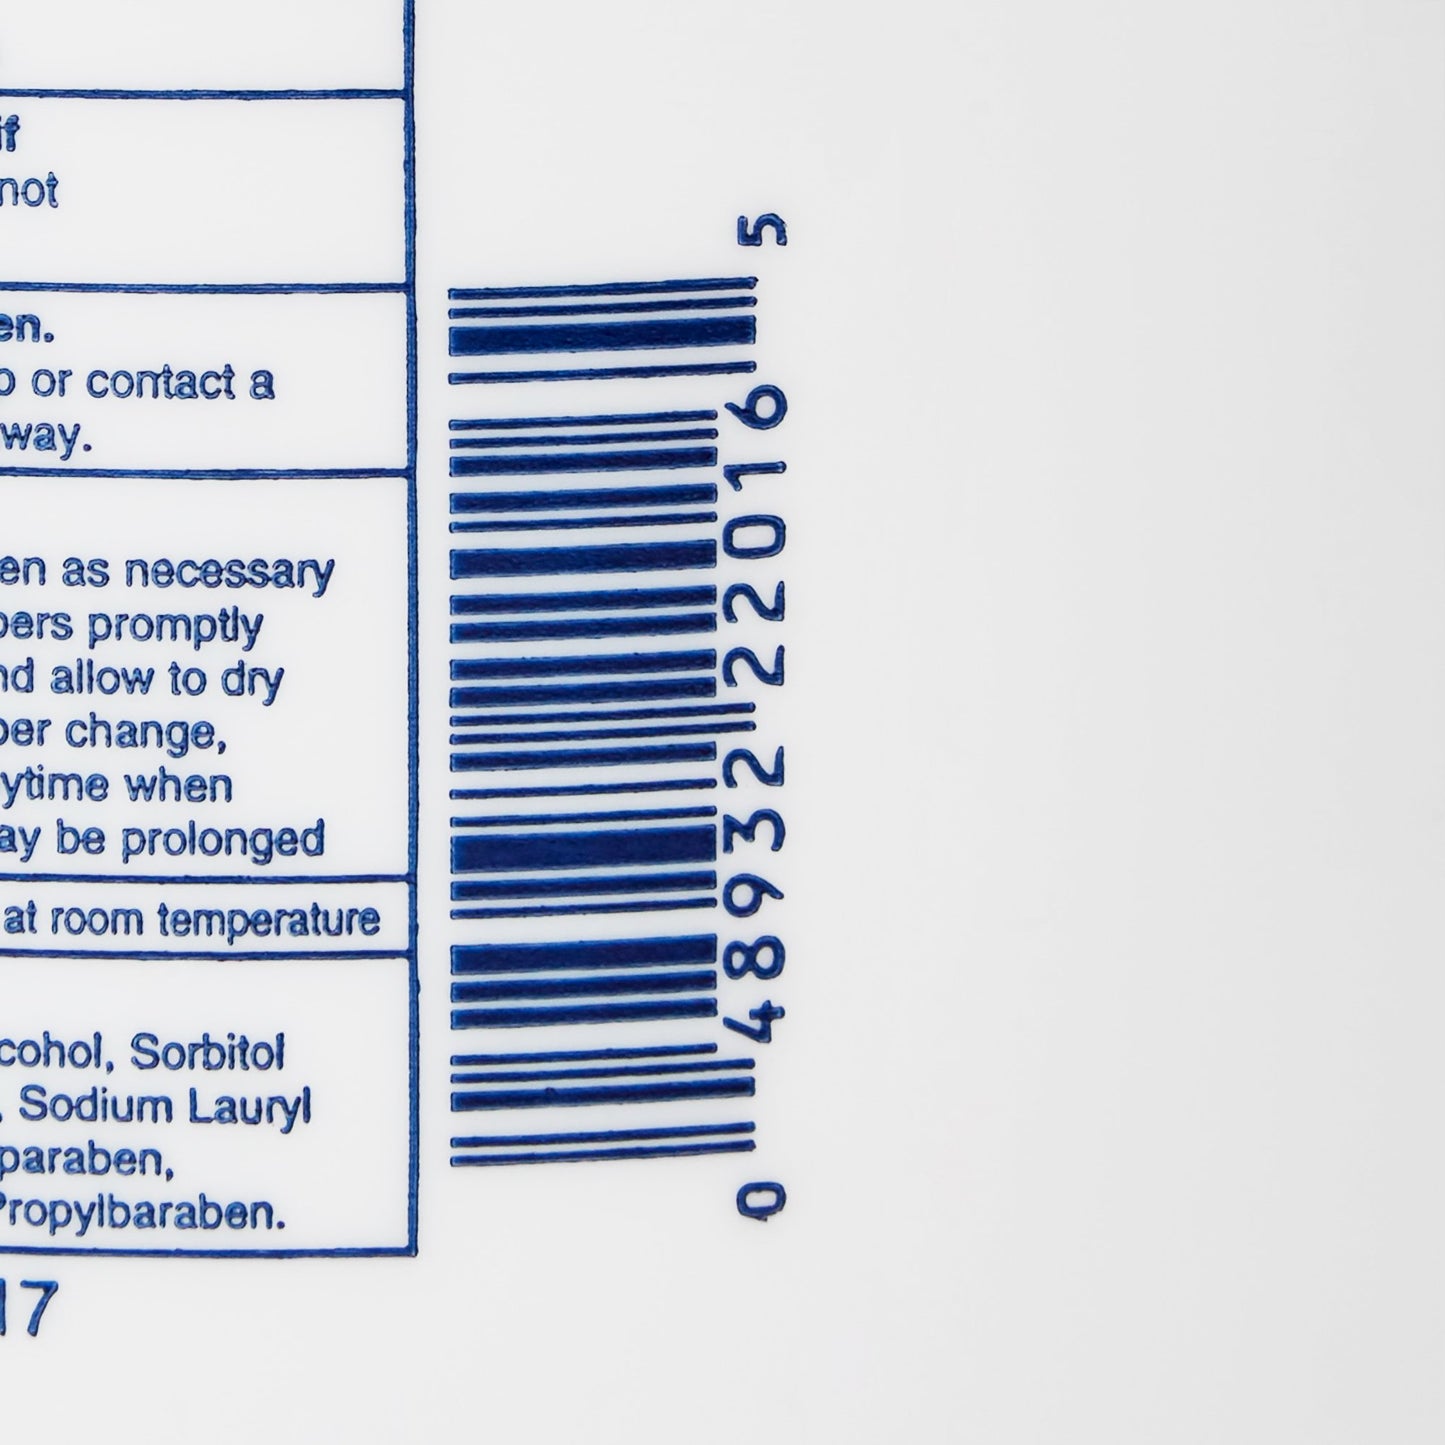 if
not
en.
o or contact a
way.
en as necessary
pers promptly
nd allow to dry
per change,
ytime when
ay be prolonged
at room temperature
cohol, Sorbitol
, Sodium Lauryl
paraben,
Propylbaraben.
17
0 48932 22016 5